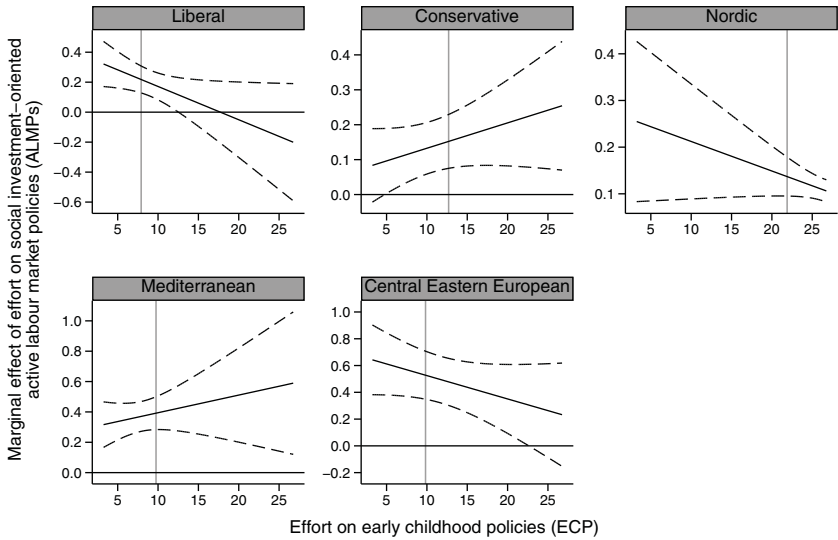 Liberal
Conservative
Nordic
0.4
0.2
0.0
−0.2
−0.4
−0.6
0.4
0.3
0.2
0.1
0.0
0.4
0.3
0.2
0.1
5 10 15 20 25
5 10 15 20 25
5 10 15 20 25
Mediterranean
Central Eastern European
1.0
0.8
0.6
0.4
0.2
0.0
1.0
0.8
0.6
0.4
0.2
0.0
−0.2
5 10 15 20 25
5 10 15 20 25
Marginal effect of effort on social investment−oriented
active labour market policies (ALMPs)
Effort on early childhood policies (ECP)